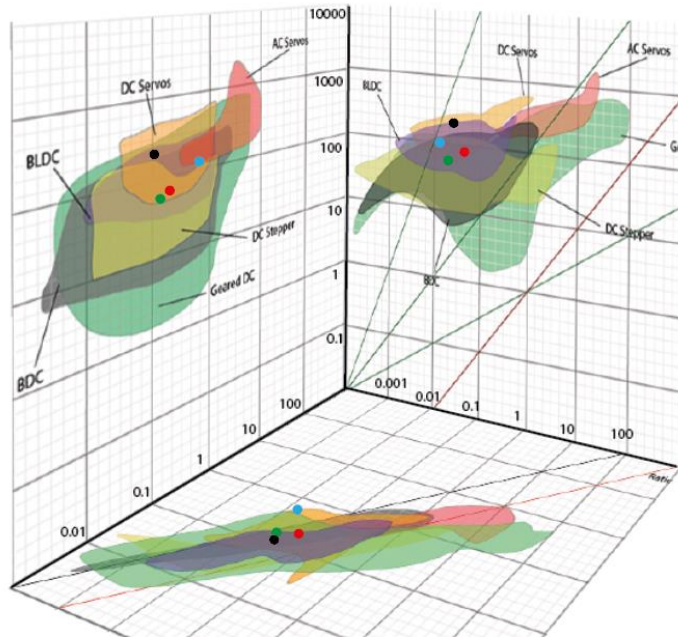 10000
AC Servos
DC Servos
1000
100
10
1
0.1
BLDC
DC Stepper
Geared DC
BDC
DC Servos
AC Servos
BLDC
G
DC Stepper
BDC
0.001
0.01
0.1
1
10
100
100
10
1
0.1
0.01
Ratio